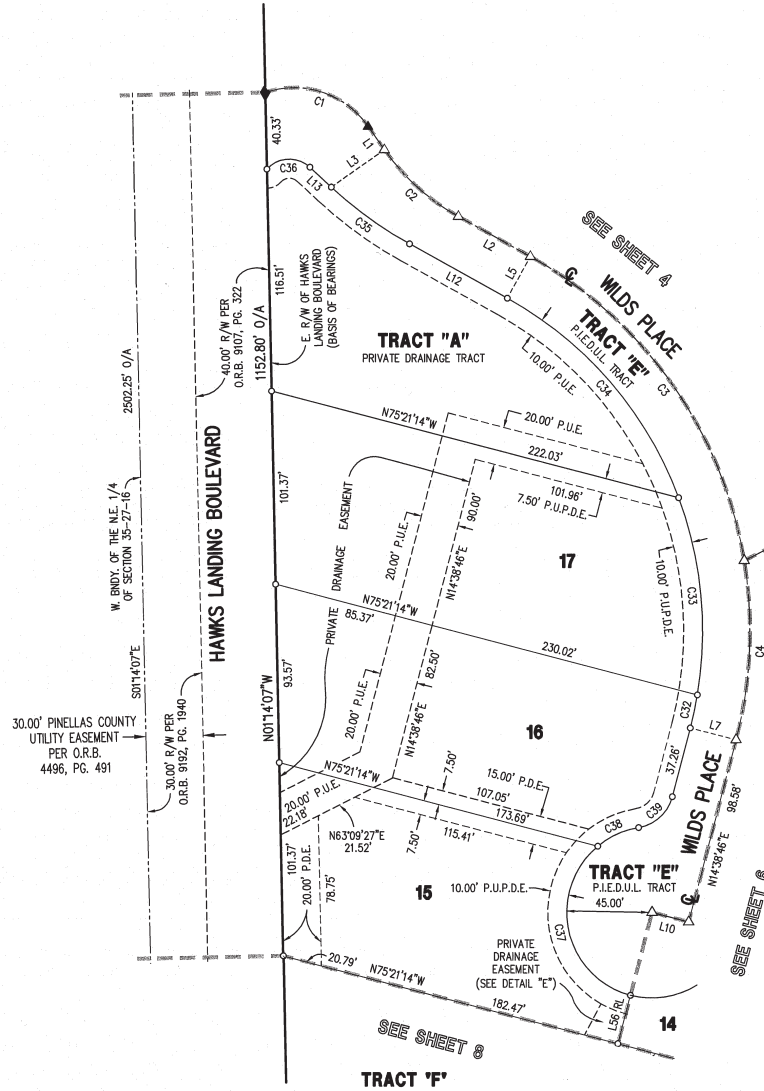 C1
40.33'
L1
L3
C36
L13
C2
C35
SEE SHEET 4
L2
L5
L12
℄
WILDS PLACE
TRACT "E"
P.I.E.D.U.L. TRACT
116.51'
E. R/W OF HAWKS
LANDING BOULEVARD
(BASIS OF BEARINGS)
40.00' R/W PER
O.R.B. 9107, PG. 322
1152.80' O/A
2502.25' O/A
TRACT "A"
PRIVATE DRAINAGE TRACT
10.00' P.U.E.
C34
C3
N75°21'14"W
222.03'
20.00' P.U.E.
101.96'
7.50' P.U.P.D.E.
W. BNDY. OF THE N.E. 1/4
OF SECTION 35-27-16
HAWKS LANDING BOULEVARD
101.37'
PRIVATE DRAINAGE EASEMENT
90.00'
20.00' P.U.E.
N14°38'46"E
17
10.00' P.U.P.D.E.
C33
N75°21'14"W
85.37'
230.02'
C4
S01°14'07"E
93.57'
N01°14'07"W
82.50'
20.00' P.U.E.
N14°38'46"E
C32
L7
30.00' PINELLAS COUNTY
UTILITY EASEMENT
PER O.R.B.
4496, PG. 491
30.00' R/W PER
O.R.B. 9192, PG. 1940
16
37.26'
98.58'
N14°38'46"E
WILDS PLACE
℄
N75°21'14"W
7.50'
15.00' P.D.E.
107.05'
173.69'
20.00' P.U.E.
22.18'
N63°09'27"E
21.52'
7.50'
115.41'
C38
C39
TRACT "E"
P.I.E.D.U.L. TRACT
45.00'
101.37'
20.00' P.D.E.
78.75'
15
10.00' P.U.P.D.E.
L10
C37
SEE SHEET 6
PRIVATE
DRAINAGE
EASEMENT
(SEE DETAIL "E")
20.79'
N75°21'14"W
182.47'
L56
RL
14
SEE SHEET 8
TRACT "F"